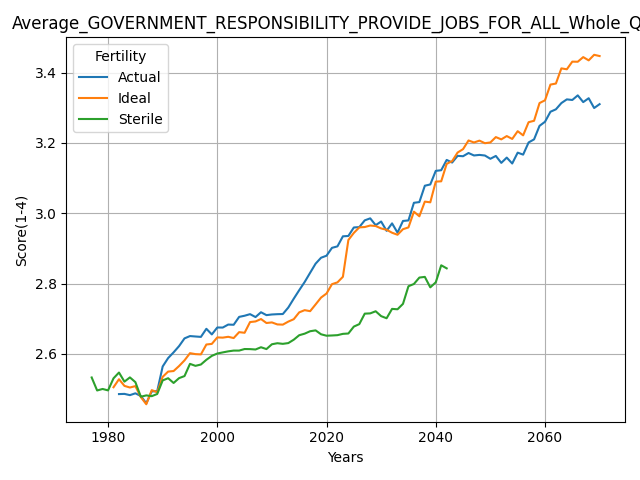 Average_GOVERNMENT_RESPONSIBILITY_PROVIDE_JOBS_FOR_ALL_Whole_Q
Fertility
Actual
Ideal
Sterile
Score(1-4)
3.4
3.2
3.0
2.8
2.6
1980 2000 2020 2040 2060
Years